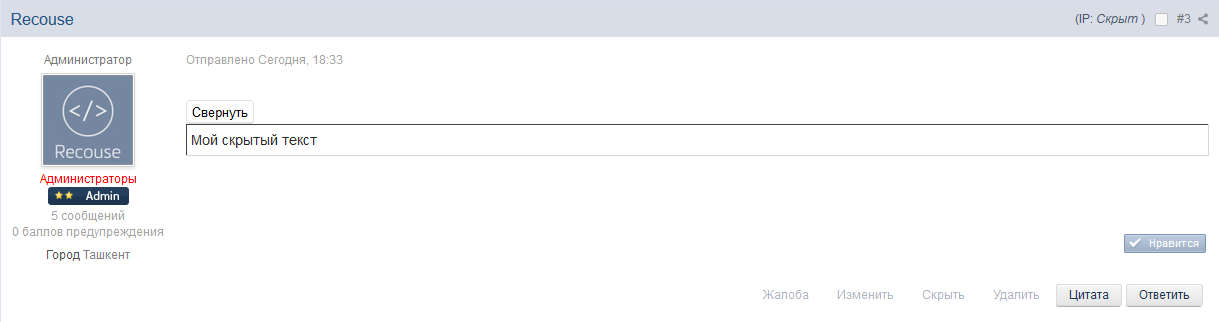 Recouse
(IP: Скрыт ) #3
Администратор
Отправлено Сегодня, 18:33
Свернуть
Мой скрытый текст
</>
Recouse
Администраторы
Admin
5 сообщений
0 баллов предупреждения
Город Ташкент
Нравится
Жалоба Изменить Скрыть Удалить Цитата Ответить